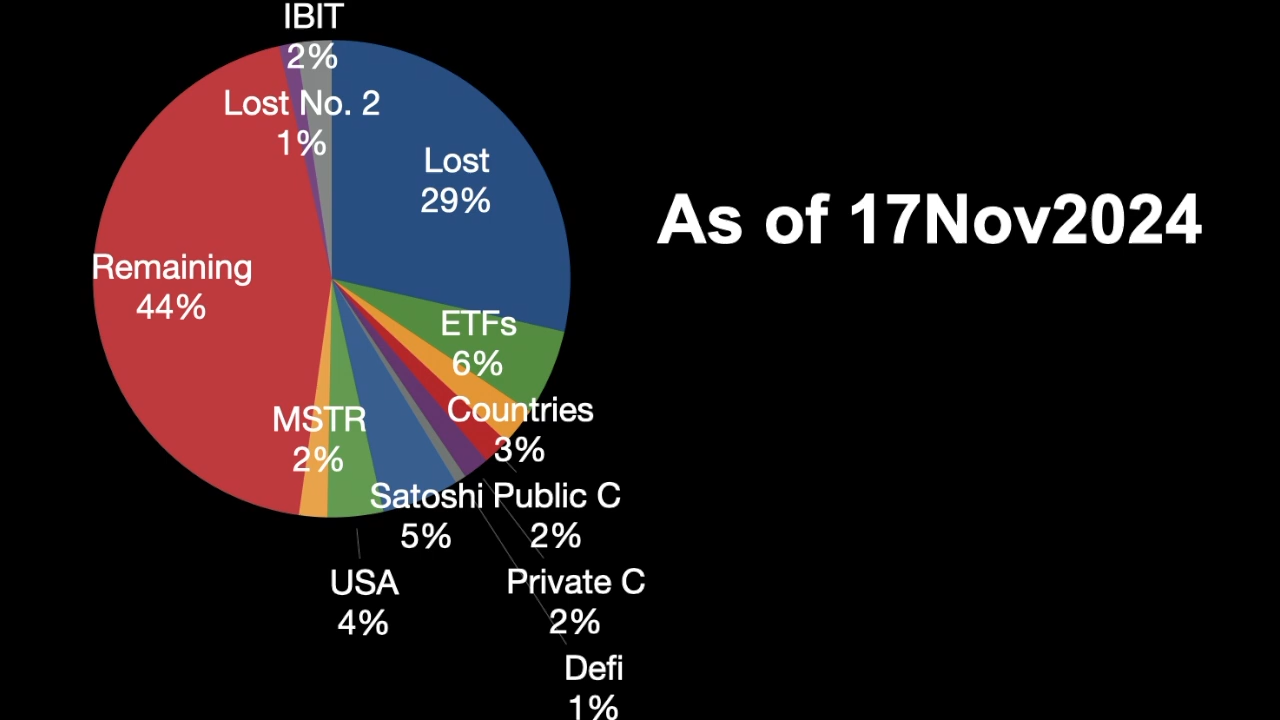 IBIT
2%
Lost No. 2
1%
Lost
29%
As of 17Nov2024
Remaining
44%
ETFs
6%
MSTR
2%
Countries
3%
Satoshi
5%
Public C
2%
USA
4%
Private C
2%
Defi
1%